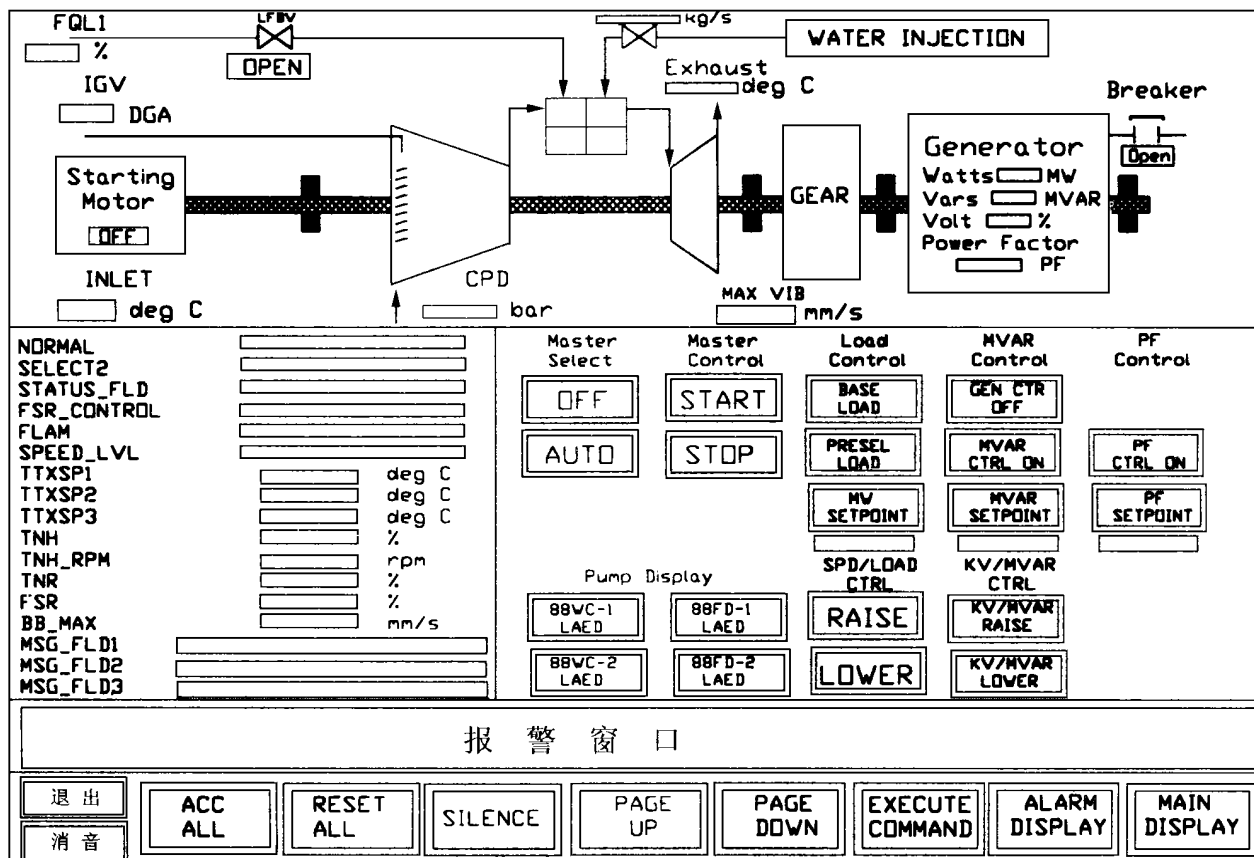 FQL1
%
LFBV
OPEN
kg/s
WATER INJECTION
IGV
DGA
Exhaust
deg C
Breaker
Open
Starting
Motor
OFF
GEAR
Generator
Watts MW
Vars MVAR
Volt %
Power Factor
PF
INLET
deg C
CPD
bar
MAX VIB
mm/s
NORMAL
SELECT2
STATUS_FLD
FSR_CONTROL
FLAM
SPEED_LVL
TTXSP1 deg C
TTXSP2 deg C
TTXSP3 deg C
TNH %
TNH_RPM rpm
TNR %
FSR %
BB_MAX mm/s
MSG_FLD1
MSG_FLD2
MSG_FLD3
Master
Select
OFF
AUTO
Master
Control
START
STOP
Load
Control
BASE
LOAD
PRESEL
LOAD
MW
SETPOINT
SPD/LOAD
CTRL
RAISE
LOWER
MVAR
Control
GEN CTR
OFF
MVAR
CTRL ON
MVAR
SETPOINT
KV/MVAR
CTRL
KV/MVAR
RAISE
KV/MVAR
LOWER
PF
Control
PF
CTRL ON
PF
SETPOINT
Pump Display
88WC-1
LAED
88FD-1
LAED
88WC-2
LAED
88FD-2
LAED
报警窗口
退出
消音
ACC
ALL
RESET
ALL
SILENCE
PAGE
UP
PAGE
DOWN
EXECUTE
COMMAND
ALARM
DISPLAY
MAIN
DISPLAY